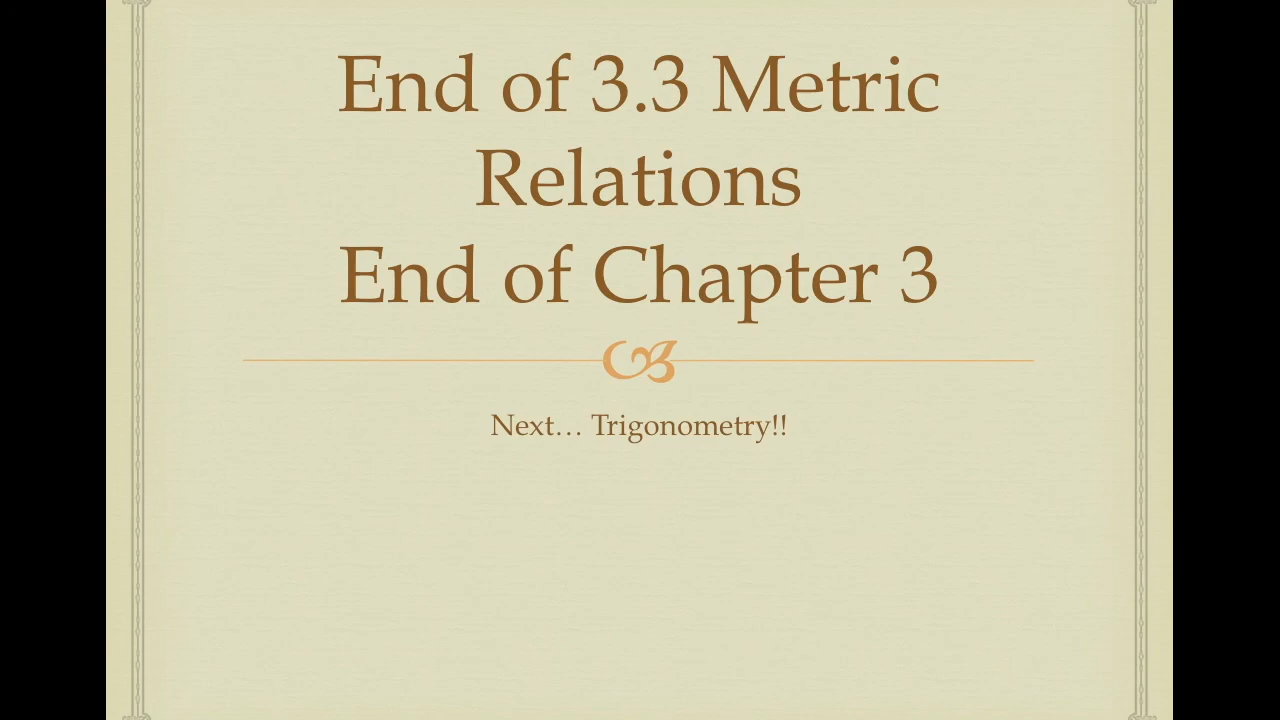 End of 3.3 Metric
Relations
End of Chapter 3
Next… Trigonometry!!